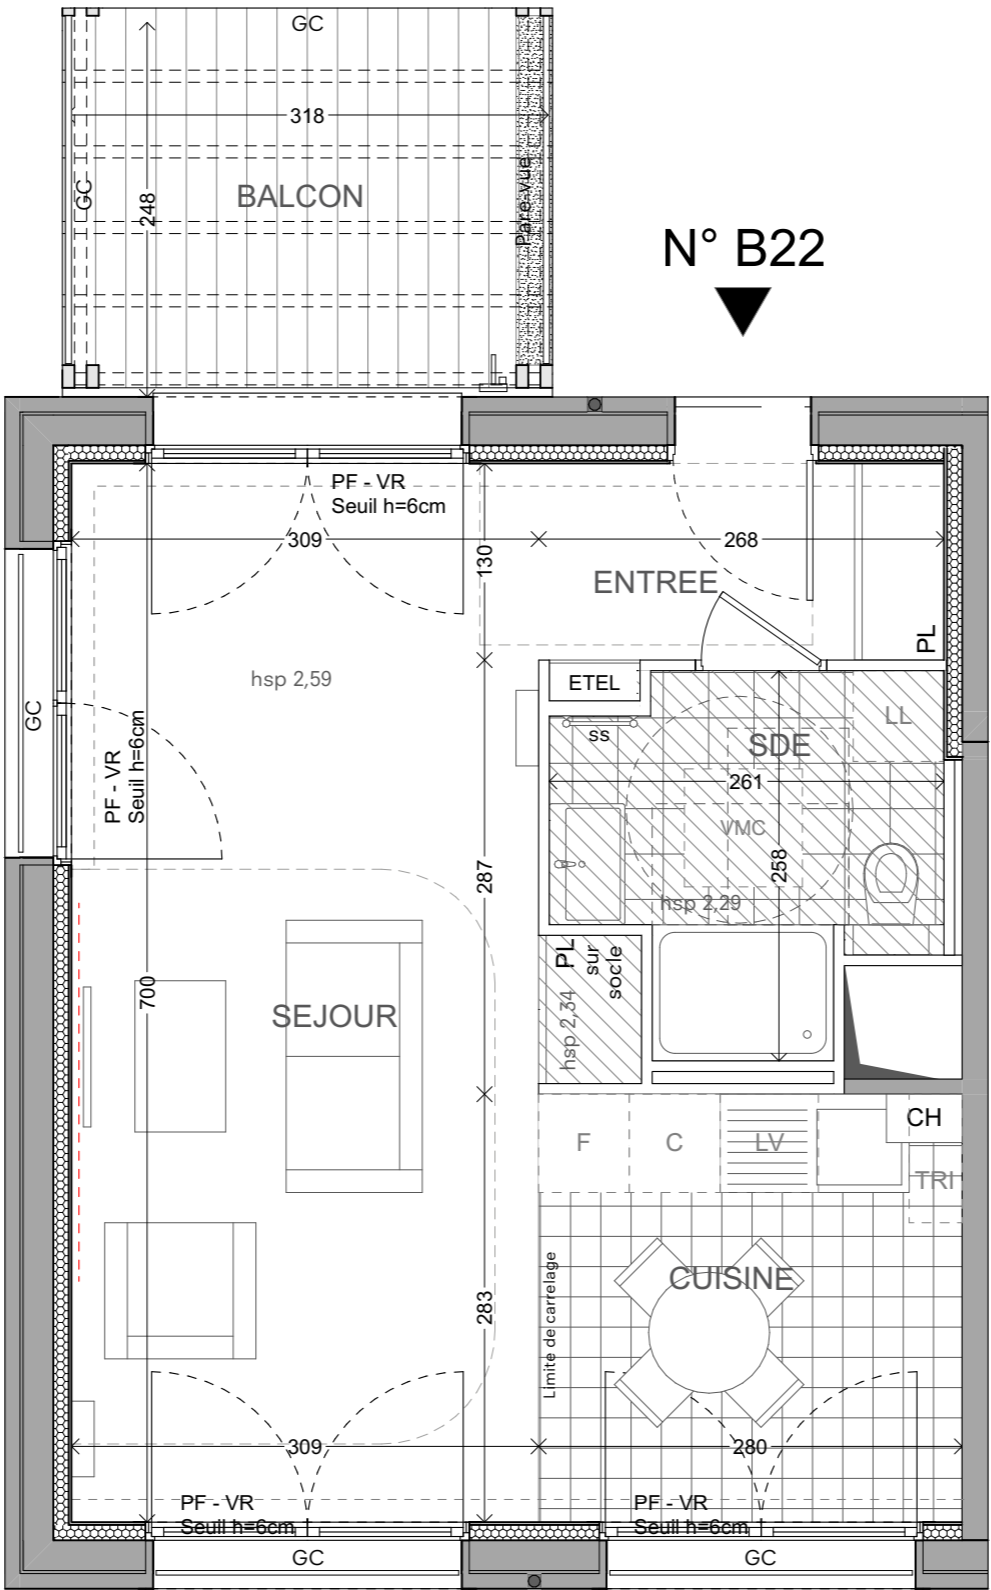 GC
318
GC
248
BALCON
Pare-vue
N° B22
PF - VR
Seuil h=6cm
309
130
268
ENTREE
PL
hsp 2,59
ETEL
GC
PF - VR
Seuil h=6cm
ss
SDE
LL
261
VMC
258
287
hsp 2,29
PL
sur
socle
hsp 2,34
700
SEJOUR
F
C
LV
CH
TRI
CUISINE
283
Limite de carrelage
309
280
PF - VR
Seuil h=6cm
PF - VR
Seuil h=6cm
GC
GC